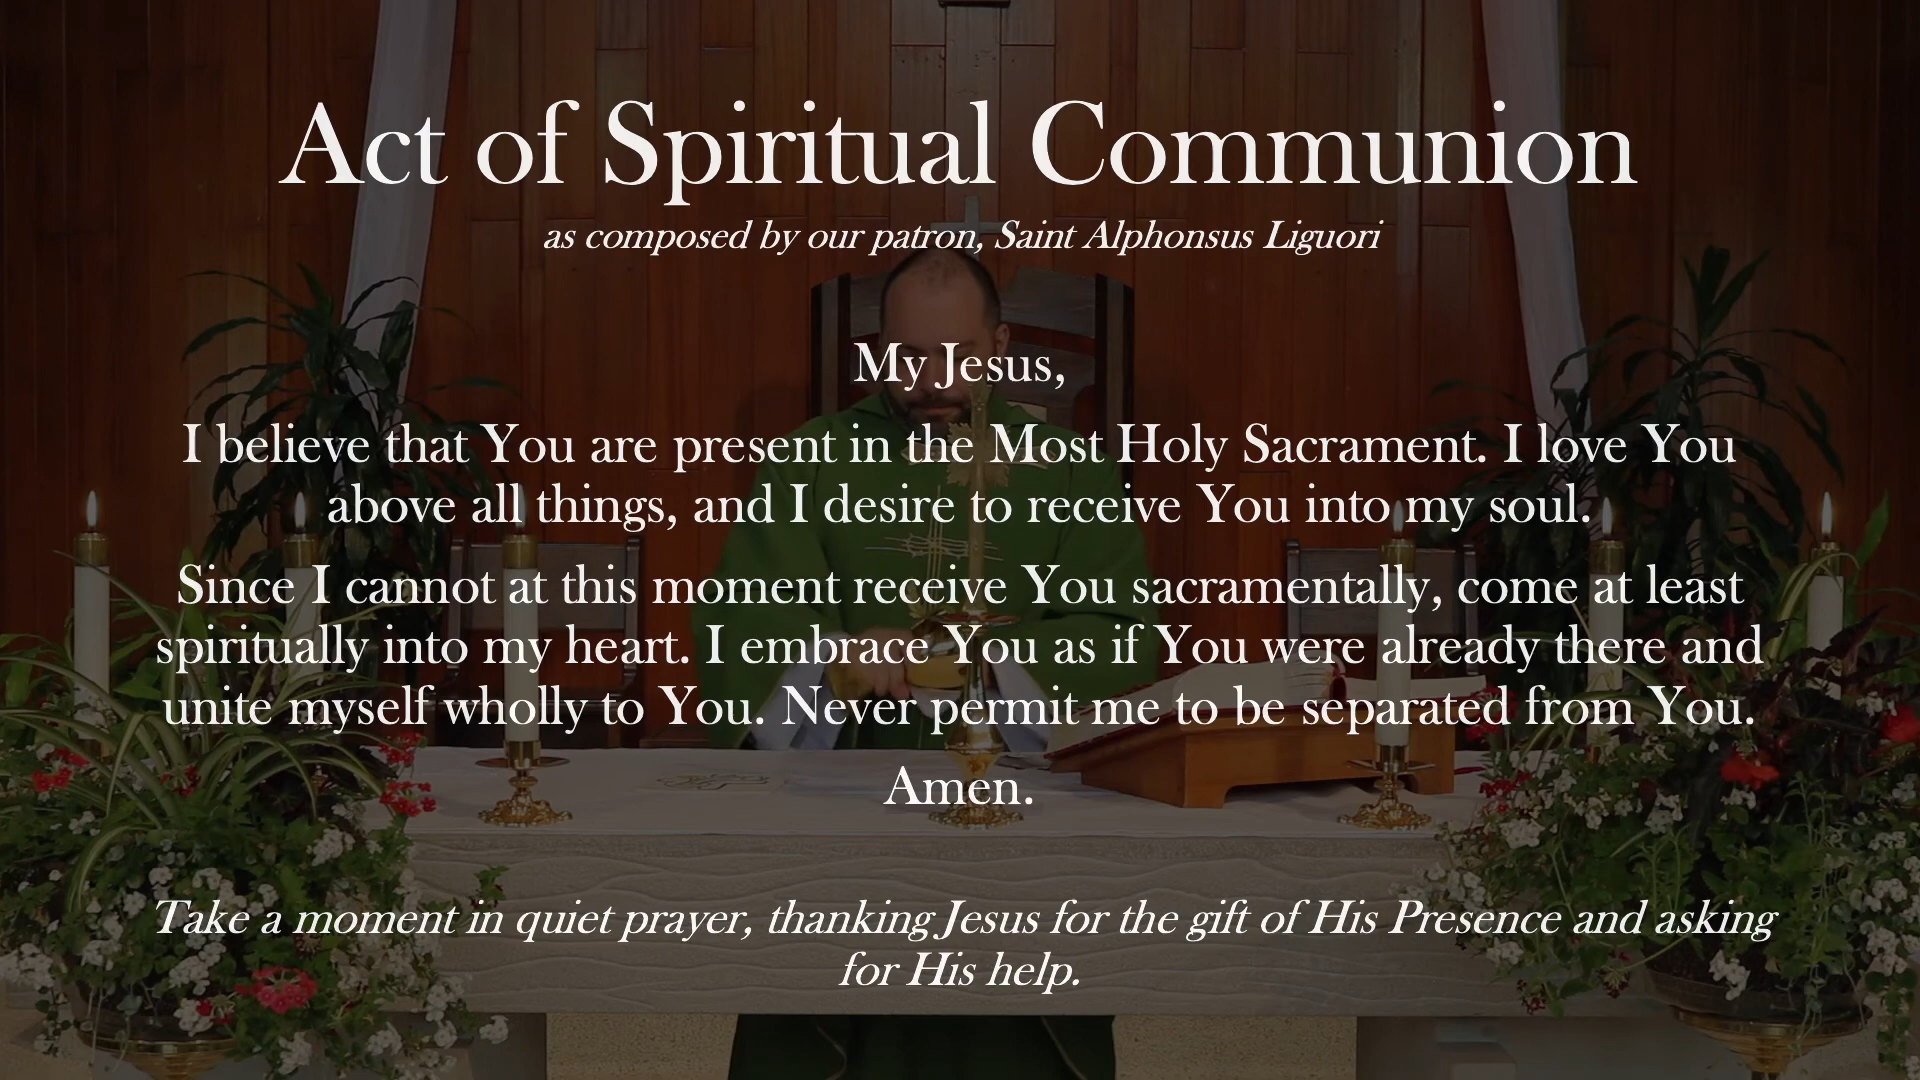 Act of Spiritual Communion
as composed by our patron, Saint Alphonsus Liguori
My Jesus,
I believe that You are present in the Most Holy Sacrament. I love You
above all things, and I desire to receive You into my soul.
Since I cannot at this moment receive You sacramentally, come at least
spiritually into my heart. I embrace You as if You were already there and
unite myself wholly to You. Never permit me to be separated from You.
Amen.
Take a moment in quiet prayer, thanking Jesus for the gift of His Presence and asking
for His help.